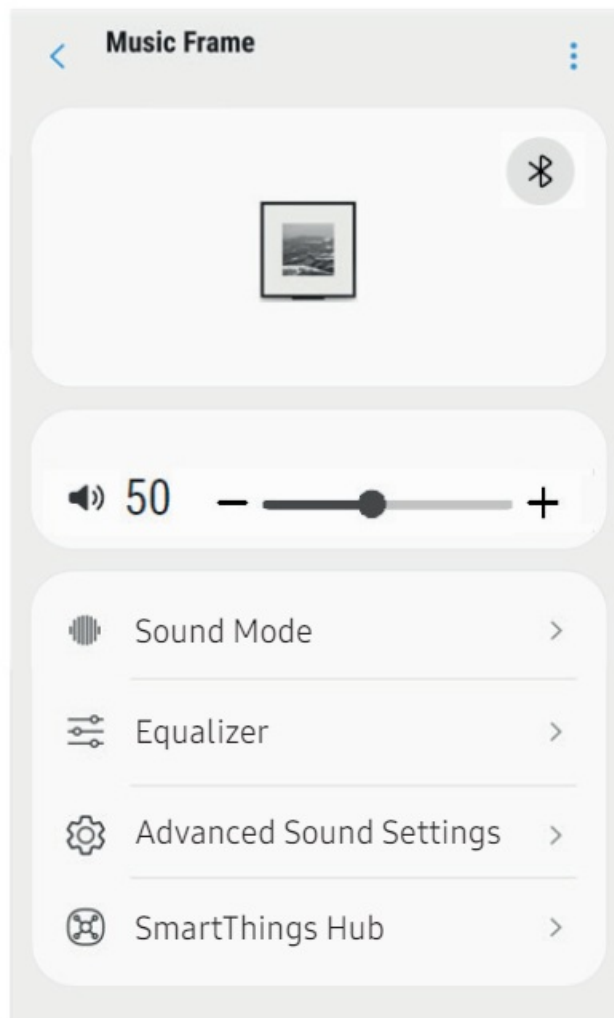 Music Frame
50
Sound Mode
Equalizer
Advanced Sound Settings
SmartThings Hub